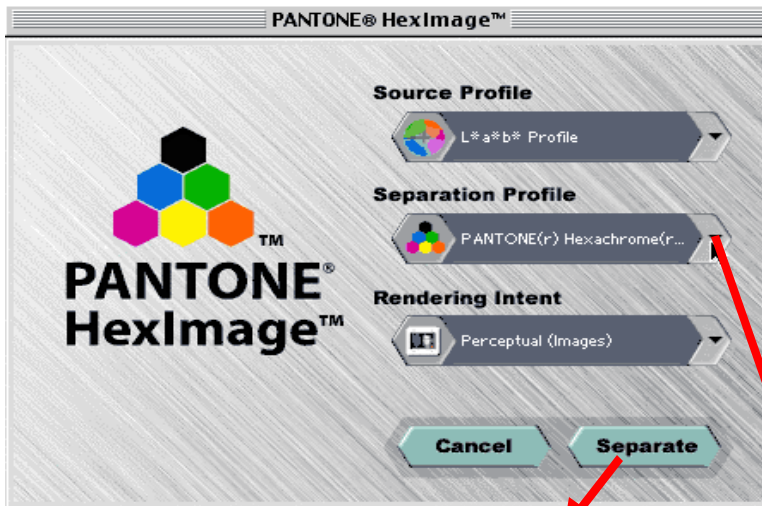 PANTONE® HexImage™
Source Profile
L*a*b* Profile
Separation Profile
PANTONE(r) Hexachrome(r...
Rendering Intent
Perceptual (Images)
TM
PANTONE®
HexImage™
Cancel
Separate